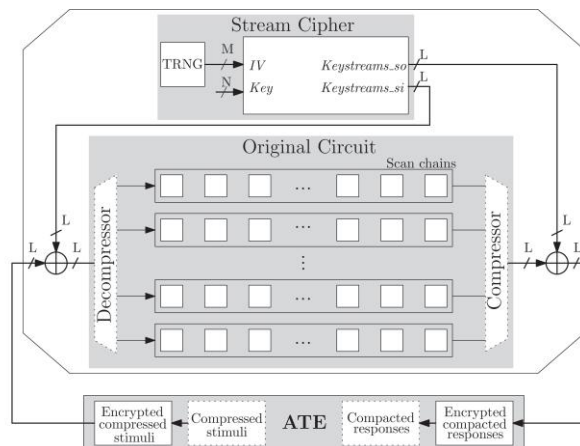 Stream Cipher
TRNG
M
IV
N
Key
Keystreams_so
L
Keystreams_si
L
Original Circuit
Scan chains
Decompressor
Compressor
...
...
...
...
...
L
L
L
L
L
L
Encrypted compressed stimuli
Compressed stimuli
ATE
Compacted responses
Encrypted compacted responses